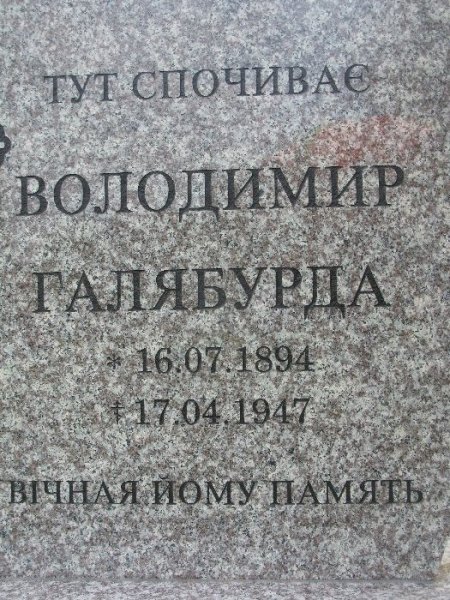 ТУТ СПОЧИВАЄ
ВОЛОДИМИР
ГАЛЯБУРДА
* 16.07.1894
† 17.04.1947
ВІЧНАЯ ЙОМУ ПАМЯТЬ